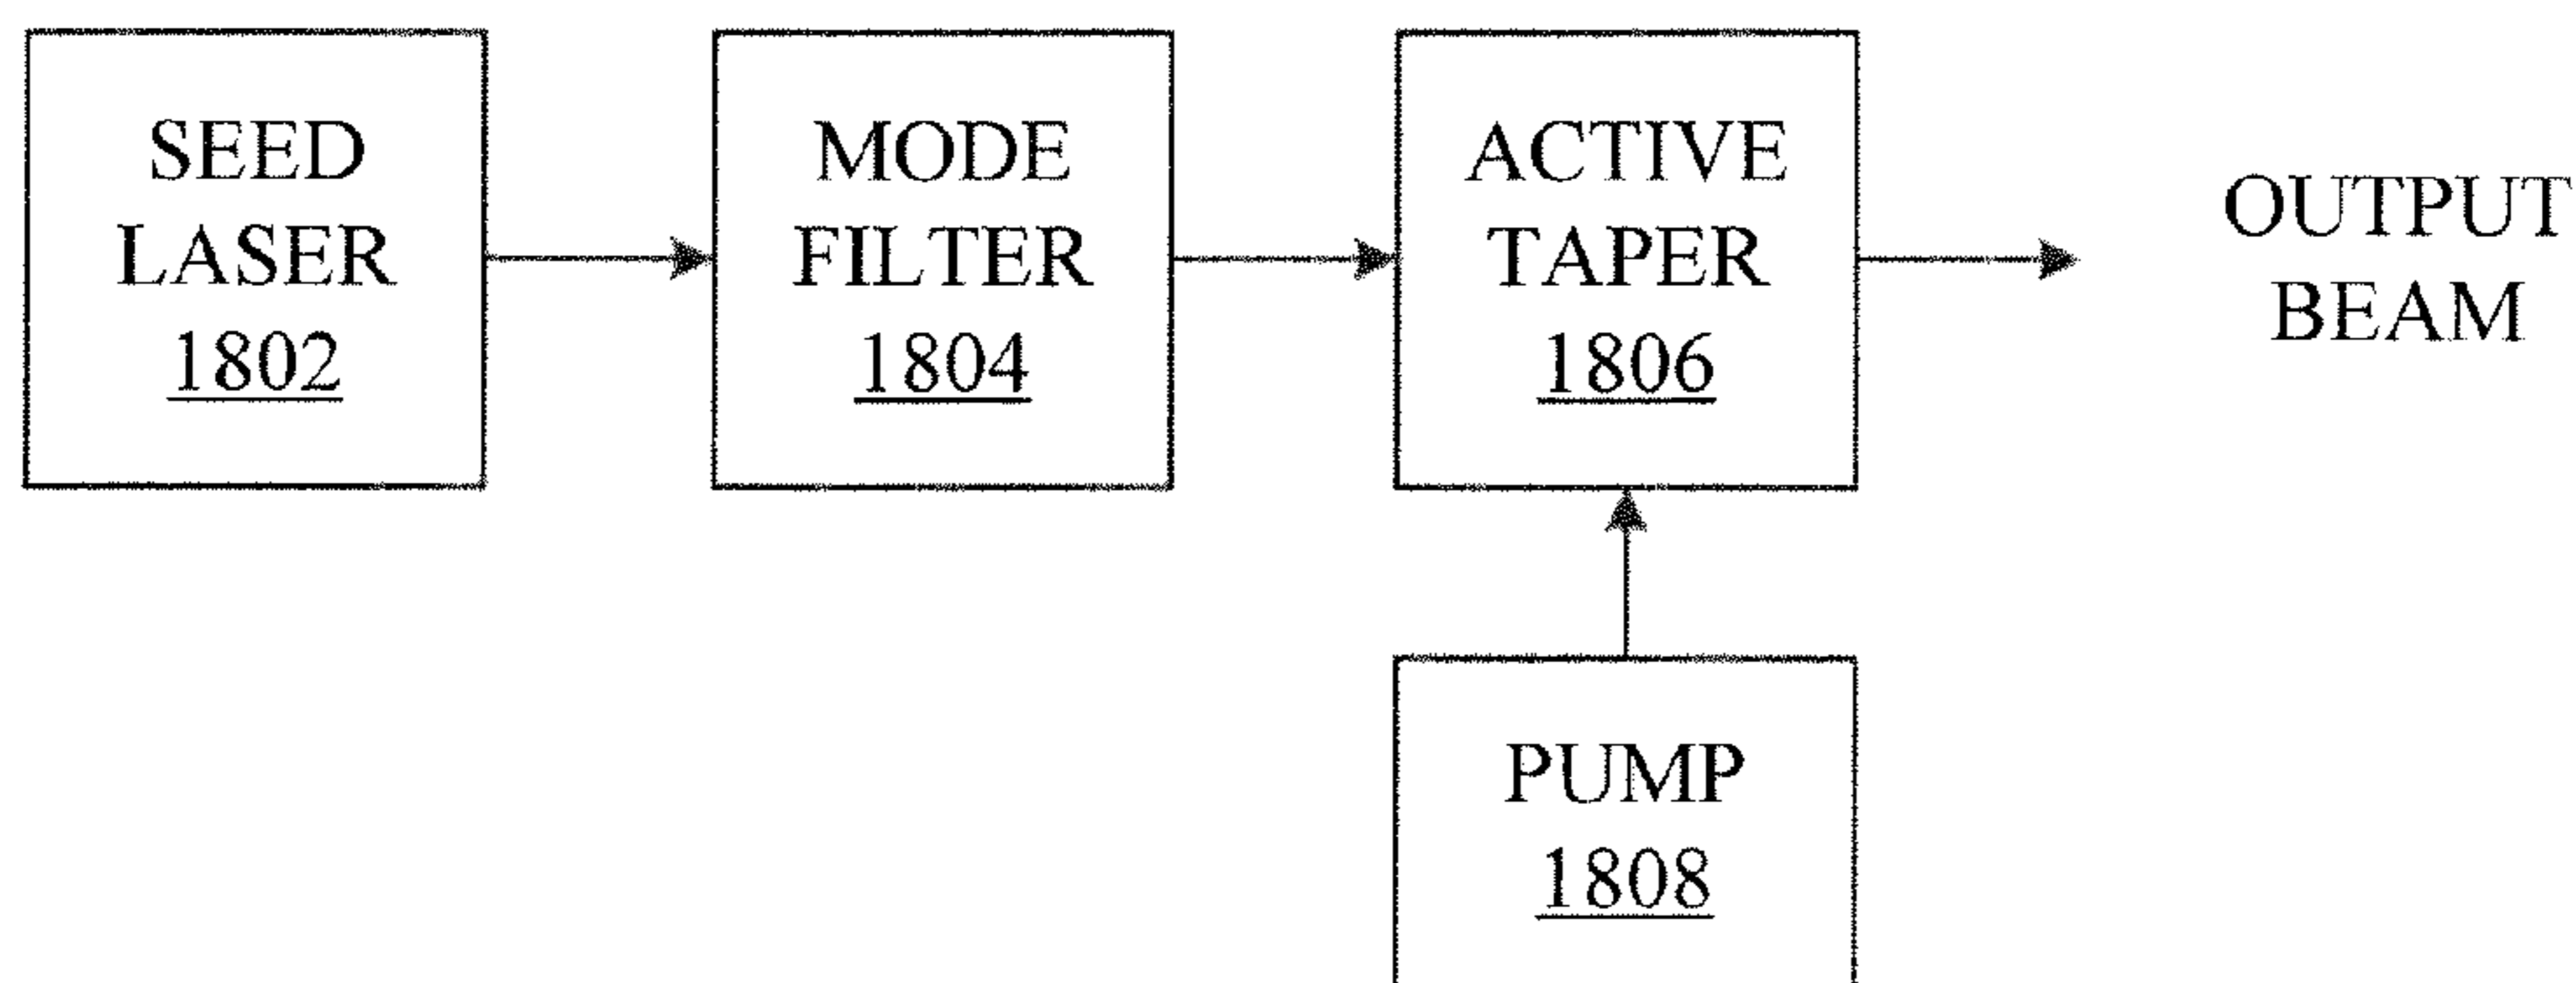 SEED
LASER
1802
MODE
FILTER
1804
ACTIVE
TAPER
1806
OUTPUT
BEAM
PUMP
1808